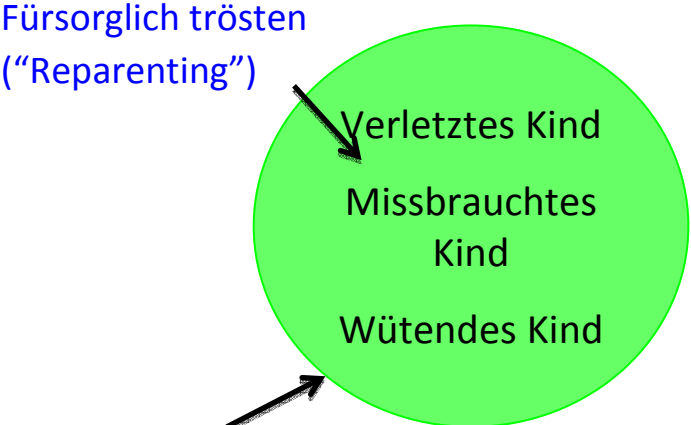 Fürsorglich trösten
(“Reparenting”)
Verletztes Kind
Missbrauchtes
Kind
Wütendes Kind